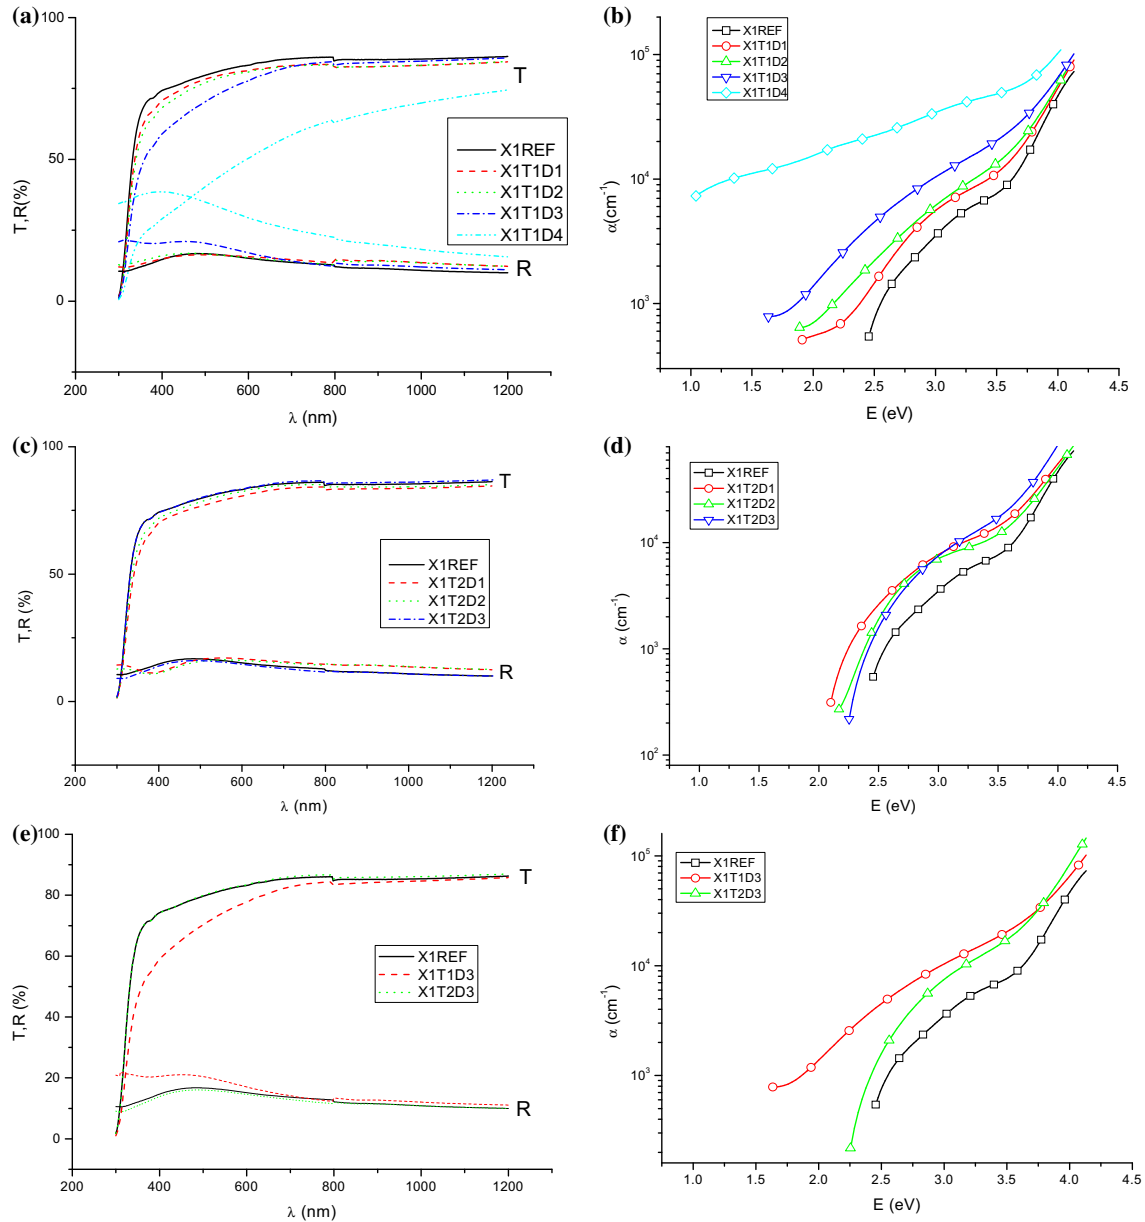 (a)
100
50
0
T,R(%)
T
R
X1REF
X1T1D1
X1T1D2
X1T1D3
X1T1D4
200 400 600 800 1000 1200
λ (nm)
(b)
X1REF
X1T1D1
X1T1D2
X1T1D3
X1T1D4
10⁵
10⁴
10³
α(cm⁻¹)
1.0 1.5 2.0 2.5 3.0 3.5 4.0 4.5
E (eV)
(c)
100
50
0
T,R (%)
T
R
X1REF
X1T2D1
X1T2D2
X1T2D3
200 400 600 800 1000 1200
λ (nm)
(d)
X1REF
X1T2D1
X1T2D2
X1T2D3
10⁴
10³
10²
α (cm⁻¹)
1.0 1.5 2.0 2.5 3.0 3.5 4.0 4.5
E (eV)
(e)
100
80
60
40
20
0
T,R (%)
T
R
X1REF
X1T1D3
X1T2D3
200 400 600 800 1000 1200
λ (nm)
(f)
X1REF
X1T1D3
X1T2D3
10⁵
10⁴
10³
α (cm⁻¹)
1.0 1.5 2.0 2.5 3.0 3.5 4.0 4.5
E (eV)